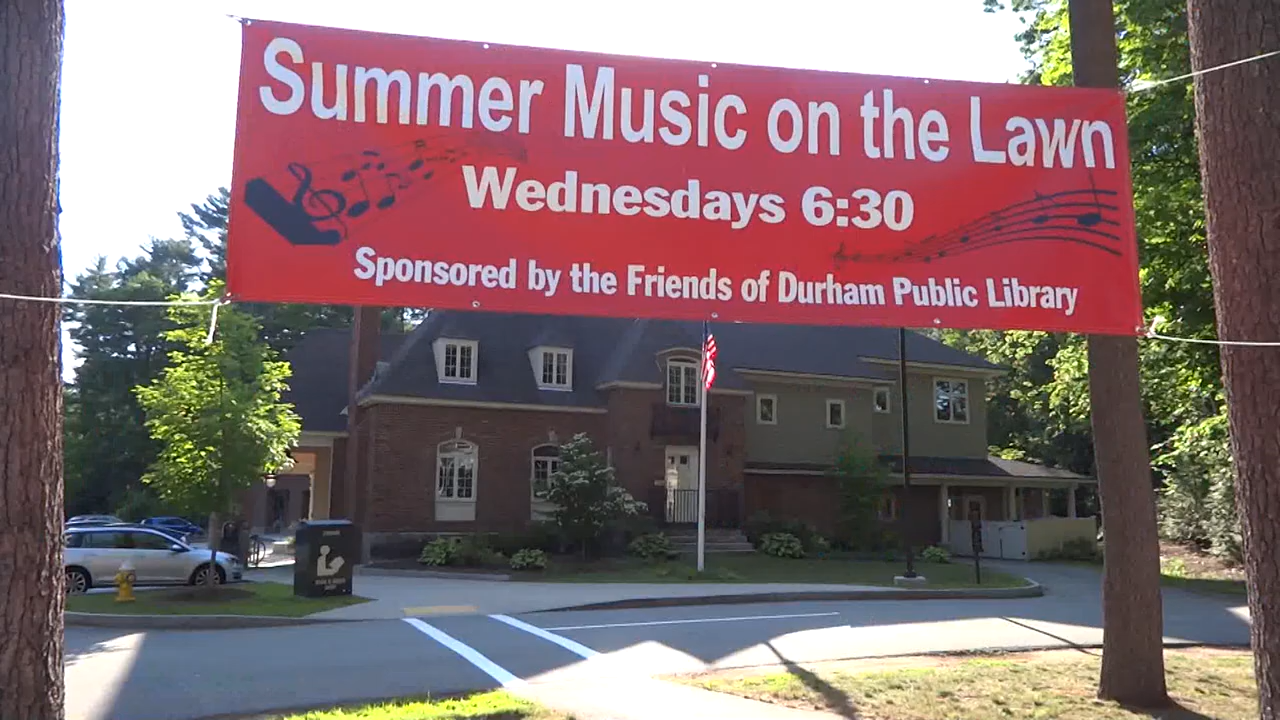 Summer Music on the Lawn
Wednesdays 6:30
Sponsored by the Friends of Durham Public Library